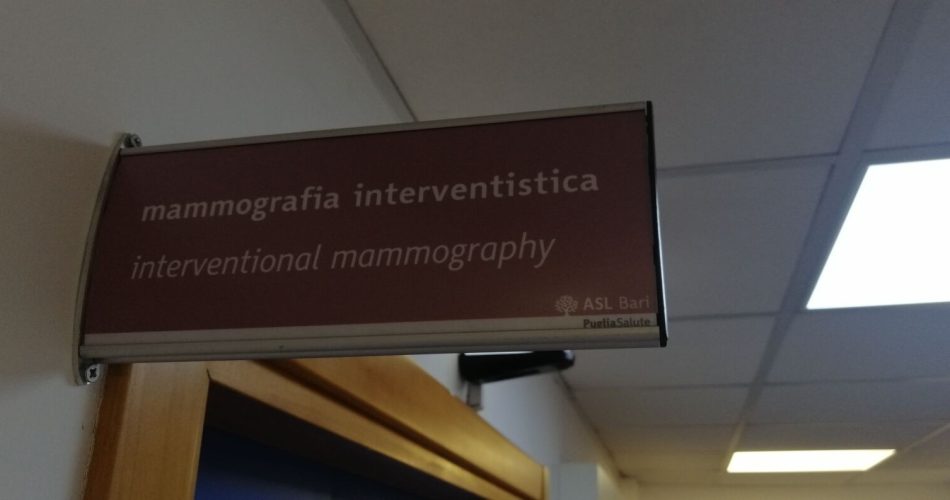 mammografia interventistica
interventional mammography
ASL Bari
PugliaSalute